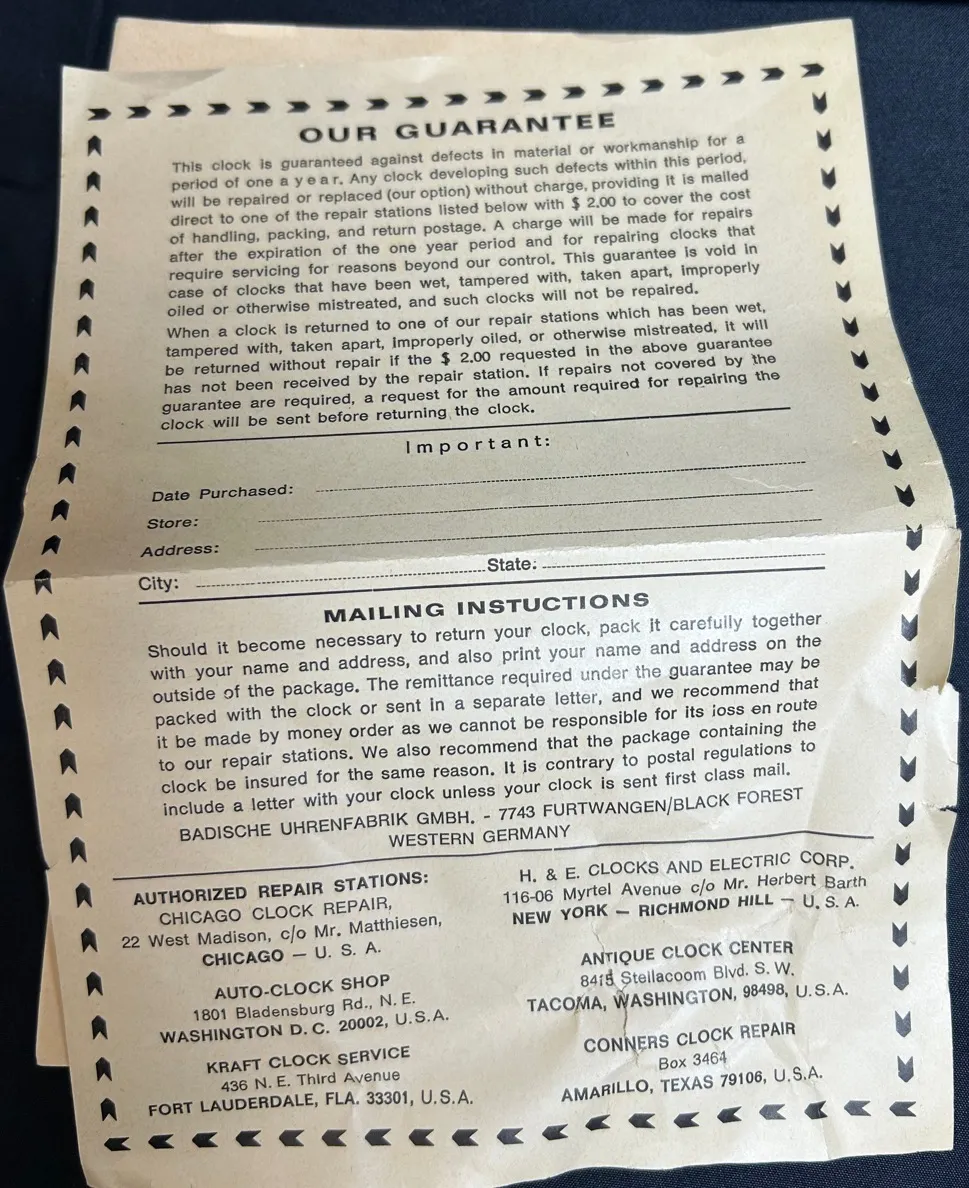 OUR GUARANTEE
This clock is guaranteed against defects in material or workmanship for a
period of one a year. Any clock developing such defects within this period,
will be repaired or replaced (our option) without charge, providing it is mailed
direct to one of the repair stations listed below with $ 2.00 to cover the cost
of handling, packing, and return postage. A charge will be made for repairs
after the expiration of the one year period and for repairing clocks that
require servicing for reasons beyond our control. This guarantee is void in
case of clocks that have been wet, tampered with, taken apart, improperly
oiled or otherwise mistreated, and such clocks will not be repaired.
When a clock is returned to one of our repair stations which has been wet,
tampered with, taken apart, improperly oiled, or otherwise mistreated, it will
be returned without repair if the $ 2.00 requested in the above guarantee
has not been received by the repair station. If repairs not covered by the
guarantee are required, a request for the amount required for repairing the
clock will be sent before returning the clock.
Important:
Date Purchased:
Store:
Address:
City: State:
MAILING INSTUCTIONS
Should it become necessary to return your clock, pack it carefully together
with your name and address, and also print your name and address on the
outside of the package. The remittance required under the guarantee may be
packed with the clock or sent in a separate letter, and we recommend that
it be made by money order as we cannot be responsible for its loss en route
to our repair stations. We also recommend that the package containing the
clock be insured for the same reason. It is contrary to postal regulations to
include a letter with your clock unless your clock is sent first class mail.
BADISCHE UHRENFABRIK GMBH. - 7743 FURTWANGEN/BLACK FOREST
WESTERN GERMANY
AUTHORIZED REPAIR STATIONS:
CHICAGO CLOCK REPAIR,
22 West Madison, c/o Mr. Matthiesen,
CHICAGO — U. S. A.
AUTO-CLOCK SHOP
1801 Bladensburg Rd., N. E.
WASHINGTON D. C. 20002, U.S.A.
KRAFT CLOCK SERVICE
436 N. E. Third Avenue
FORT LAUDERDALE, FLA. 33301, U.S.A.
H. & E. CLOCKS AND ELECTRIC CORP.
116-06 Myrtel Avenue c/o Mr. Herbert Barth
NEW YORK — RICHMOND HILL — U. S. A.
ANTIQUE CLOCK CENTER
8415 Steilacoom Blvd. S. W.
TACOMA, WASHINGTON, 98498, U.S.A.
CONNERS CLOCK REPAIR
Box 3464
AMARILLO, TEXAS 79106, U.S.A.